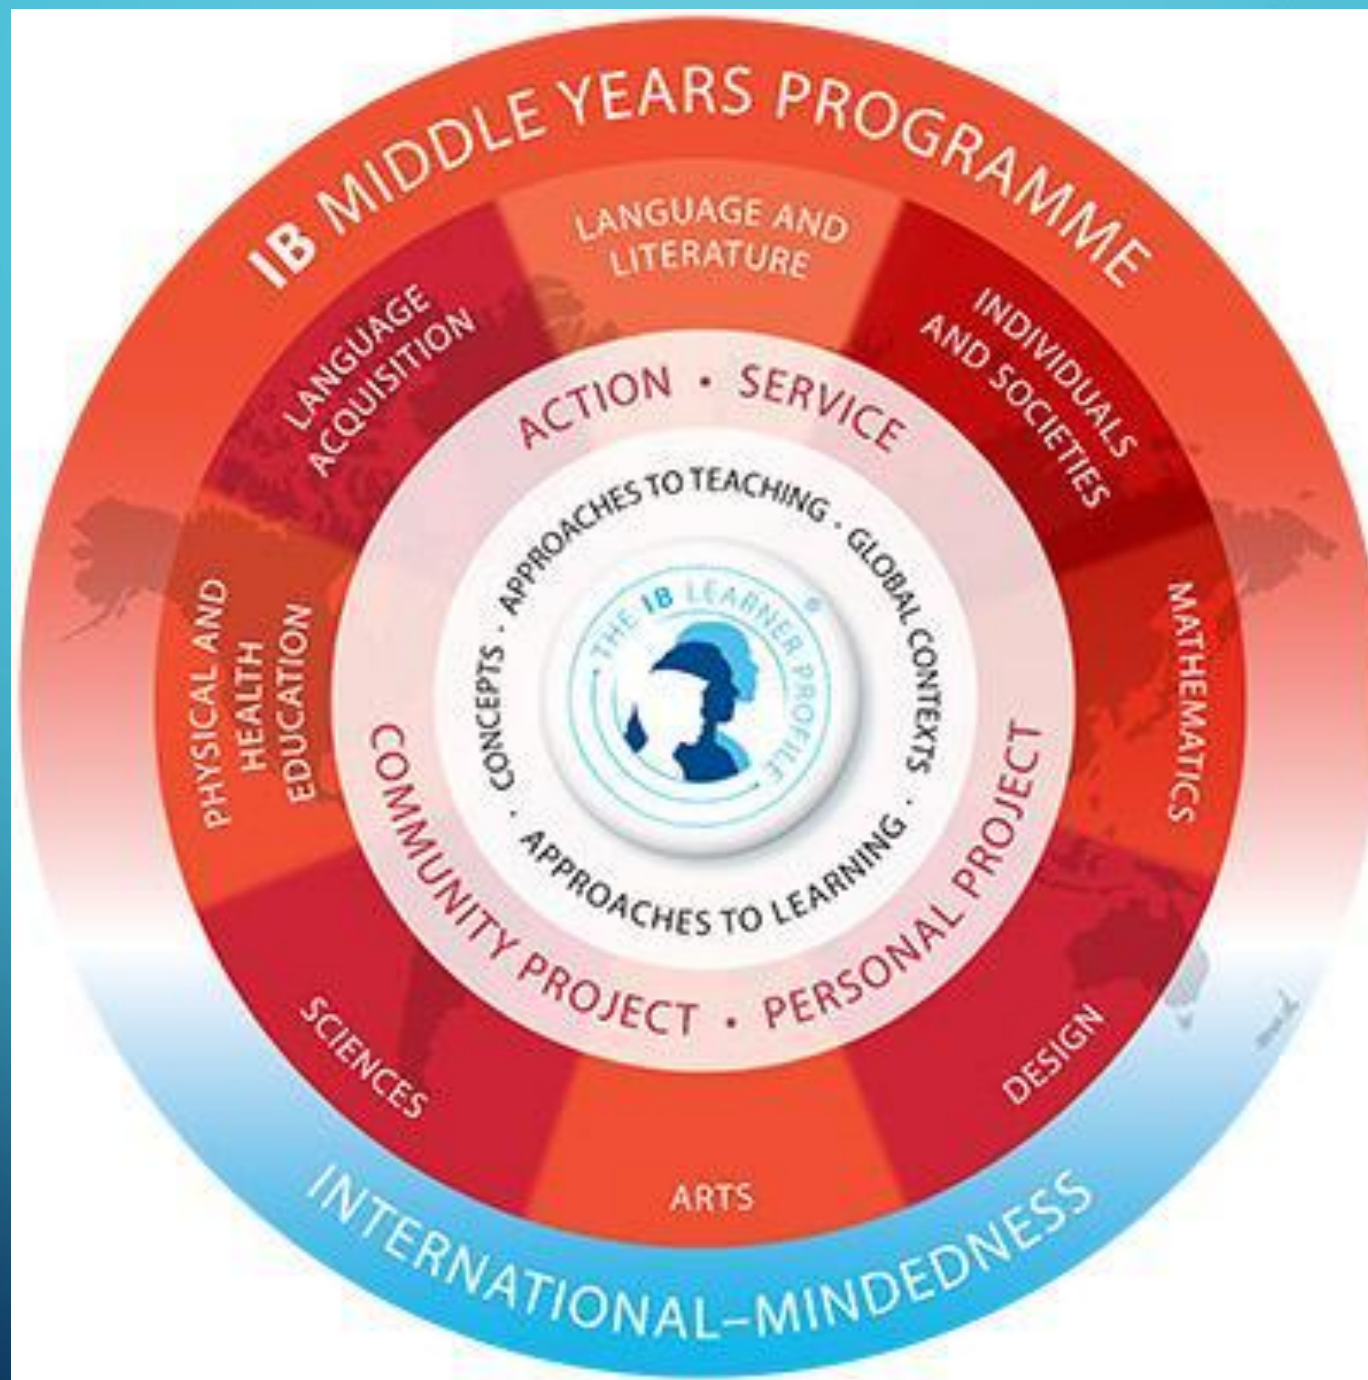 IB MIDDLE YEARS PROGRAMME
LANGUAGE AND
LITERATURE
INDIVIDUALS
AND SOCIETIES
MATHEMATICS
DESIGN
ARTS
SCIENCES
PHYSICAL AND
HEALTH
EDUCATION
LANGUAGE
ACQUISITION
ACTION • SERVICE
COMMUNITY PROJECT • PERSONAL PROJECT
CONCEPTS • APPROACHES TO TEACHING • GLOBAL CONTEXTS •
APPROACHES TO LEARNING •
THE IB LEARNER PROFILE ®
INTERNATIONAL–MINDEDNESS